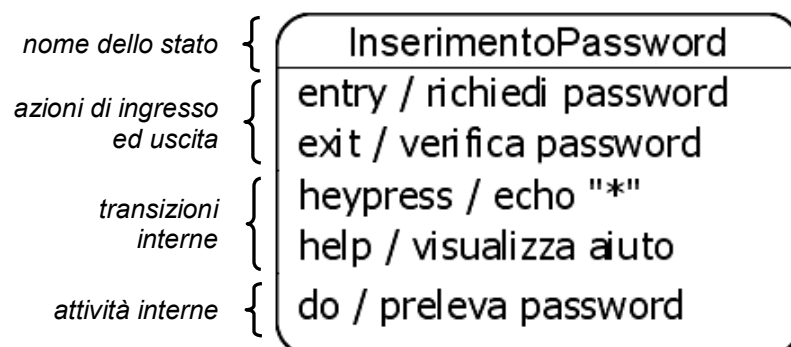 nome dello stato
InserimentoPassword
azioni di ingresso
ed uscita
entry / richiedi password
exit / verifica password
transizioni
interne
heypress / echo "*"
help / visualizza aiuto
attività interne
do / preleva password